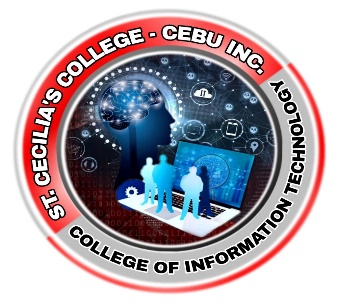 ST. CECILIA'S COLLEGE - CEBU INC.
COLLEGE OF INFORMATION TECHNOLOGY